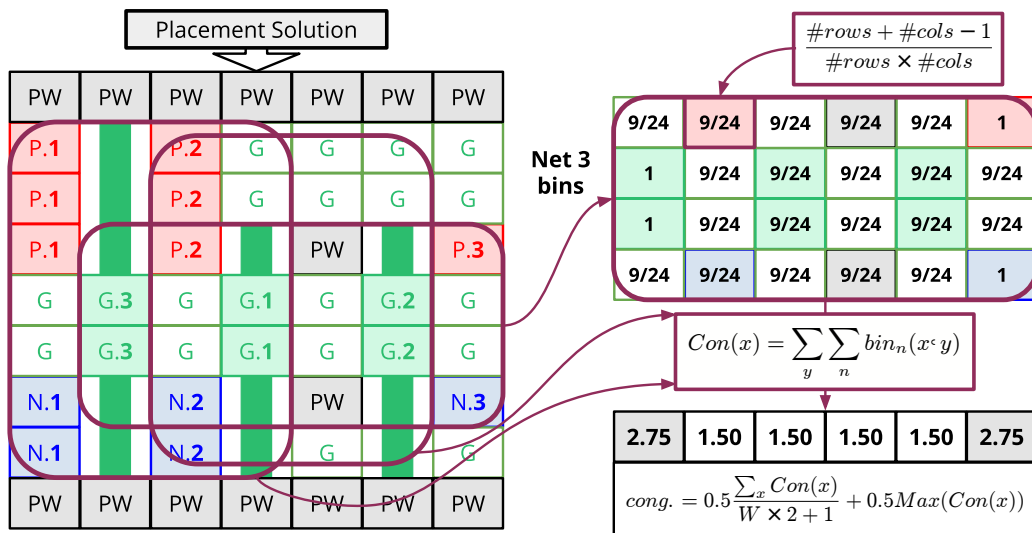 Placement Solution
PW PW PW PW PW PW PW
P.1 P.2 G G G G
P.1 P.2 G G G G
P.1 P.2 PW P.3
G G.3 G G.1 G G.2 G
G G.3 G G.1 G G.2 G
N.1 N.2 PW N.3
N.1 N.2 G G
PW PW PW PW PW PW PW
#rows + #cols − 1
#rows × #cols
Net 3
bins
9/24 9/24 9/24 9/24 9/24 1
1 9/24 9/24 9/24 9/24 9/24
1 9/24 9/24 9/24 9/24 9/24
9/24 9/24 9/24 9/24 9/24 1
Con(x) = ∑_y ∑_n bin_n(x‘ y)
2.75 1.50 1.50 1.50 1.50 2.75
cong. = 0.5 ∑_x Con(x) / W × 2 + 1 + 0.5Max(Con(x))